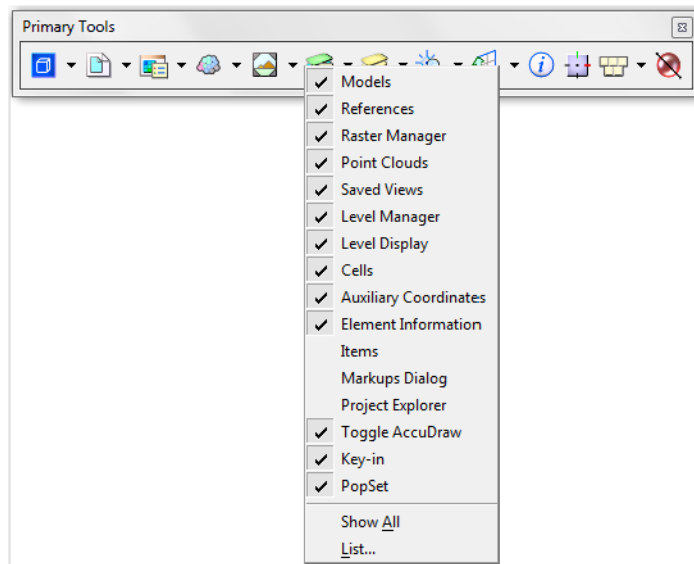 Primary Tools
Models
References
Raster Manager
Point Clouds
Saved Views
Level Manager
Level Display
Cells
Auxiliary Coordinates
Element Information
Items
Markups Dialog
Project Explorer
Toggle AccuDraw
Key-in
PopSet
Show All
List...